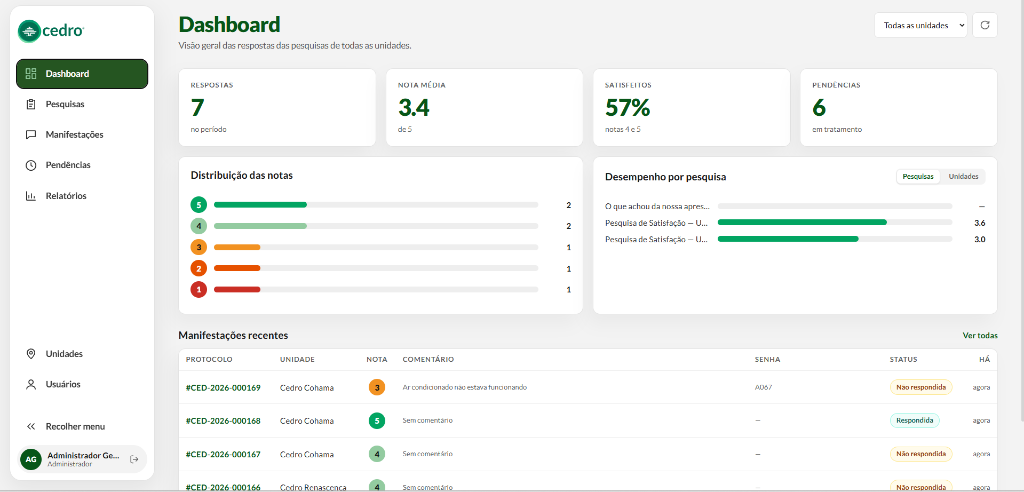 cedro
Dashboard
Pesquisas
Manifestações
Pendências
Relatórios
Unidades
Usuários
Recolher menu
AG
Administrador Ge...
Administrador
Dashboard
Visão geral das respostas das pesquisas de todas as unidades.
Todas as unidades
RESPOSTAS
7
no período
NOTA MÉDIA
3.4
de 5
SATISFEITOS
57%
notas 4 e 5
PENDÊNCIAS
6
em tratamento
Distribuição das notas
5 2
4 2
3 1
2 1
1 1
Desempenho por pesquisa
Pesquisas Unidades
O que achou da nossa apres... —
Pesquisa de Satisfação — U... 3.6
Pesquisa de Satisfação — U... 3.0
Manifestações recentes Ver todas
PROTOCOLO UNIDADE NOTA COMENTÁRIO SENHA STATUS HÁ
#CED-2026-000169 Cedro Cohama 3 Ar condicionado não estava funcionando A067 Não respondida agora
#CED-2026-000168 Cedro Cohama 5 Sem comentário — Respondida agora
#CED-2026-000167 Cedro Cohama 4 Sem comentário — Não respondida agora
#CED-2026-000166 Cedro Renascença 4 Sem comentário — Não respondida agora